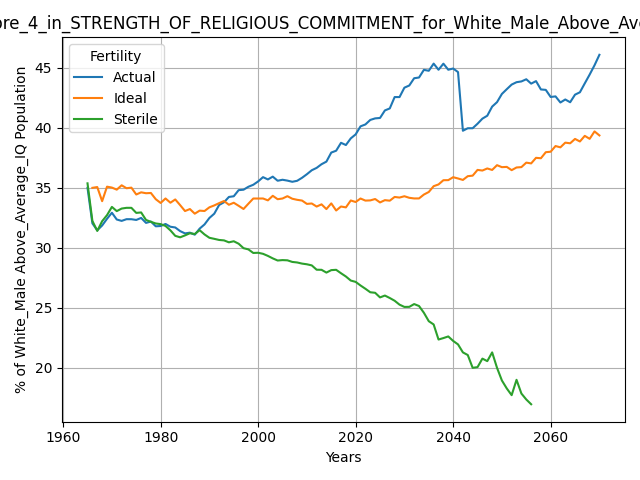 ore_4_in_STRENGTH_OF_RELIGIOUS_COMMITMENT_for_White_Male_Above_Ave
Fertility
Actual
Ideal
Sterile
% of White_Male Above_Average_IQ Population
45
40
35
30
25
20
1960
1980
2000
2020
2040
2060
Years